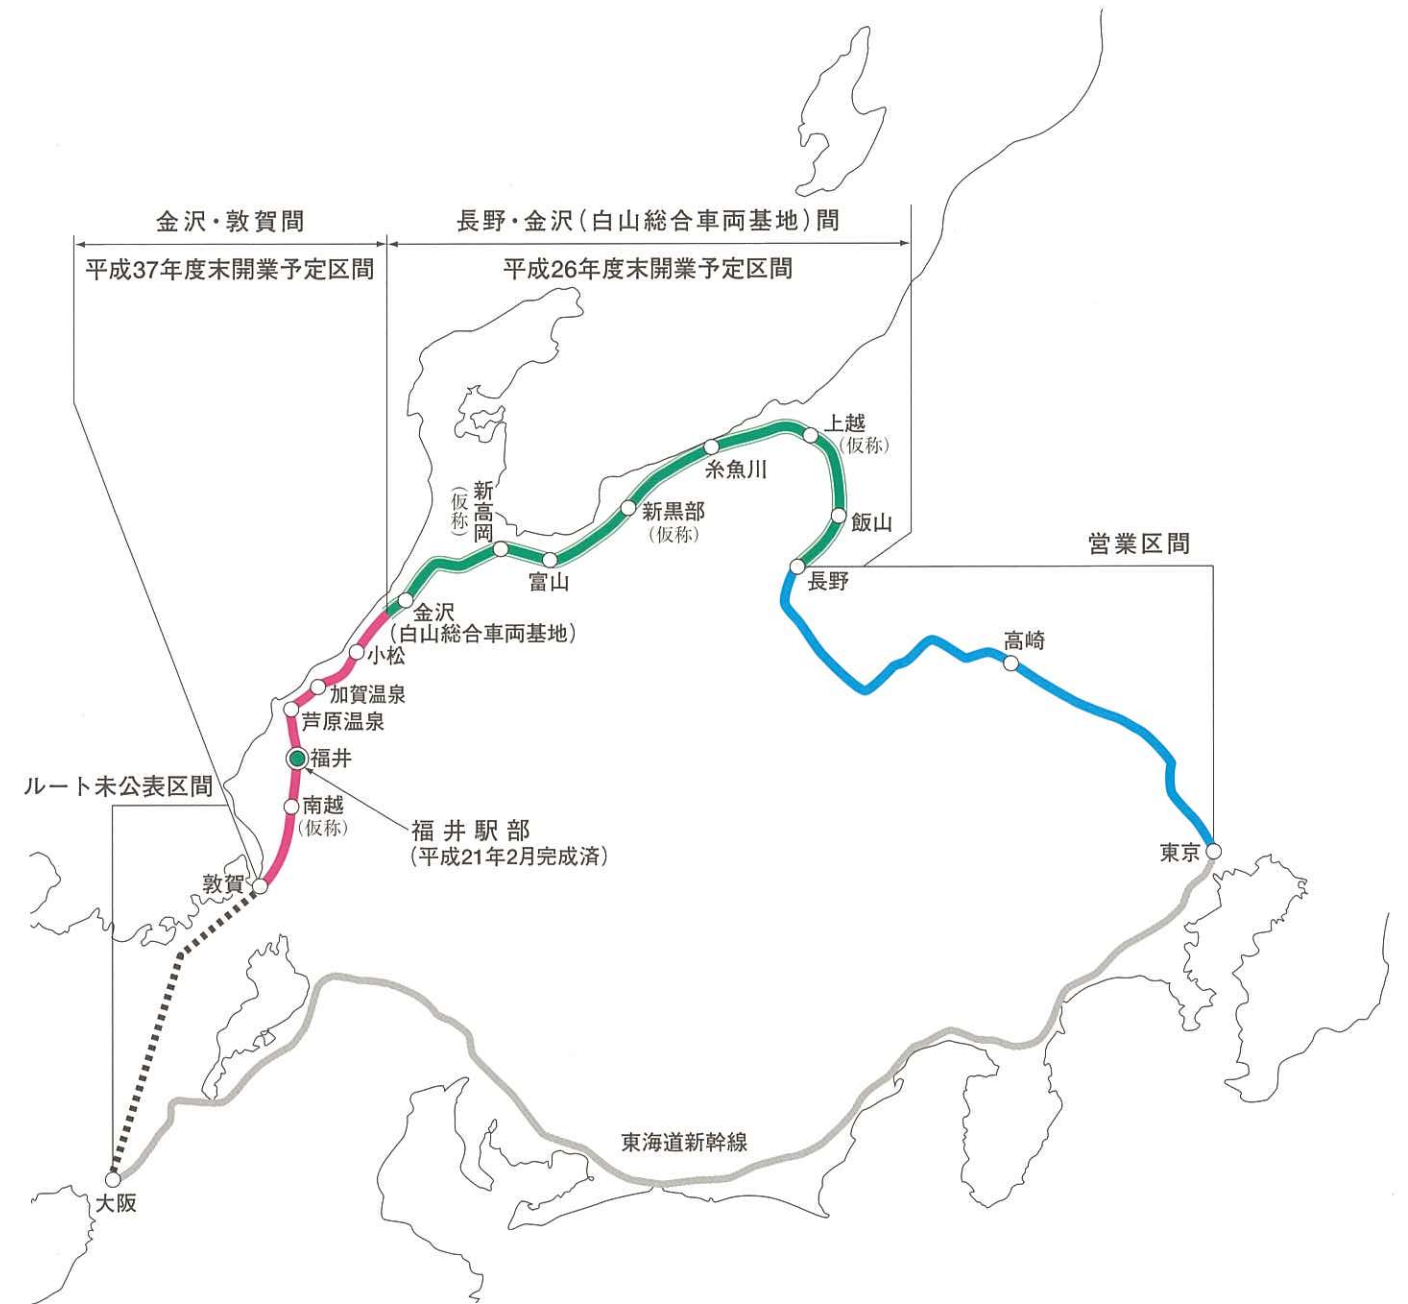 金沢・敦賀間
平成37年度末開業予定区間
長野・金沢(白山総合車両基地)間
平成26年度末開業予定区間
上越
(仮称)
糸魚川
新高岡
(仮称)
新黒部
(仮称)
飯山
営業区間
富山
長野
金沢
(白山総合車両基地)
高崎
小松
加賀温泉
芦原温泉
福井
ルート未公表区間
南越
(仮称)
福井駅部
(平成21年2月完成済)
東京
敦賀
東海道新幹線
大阪